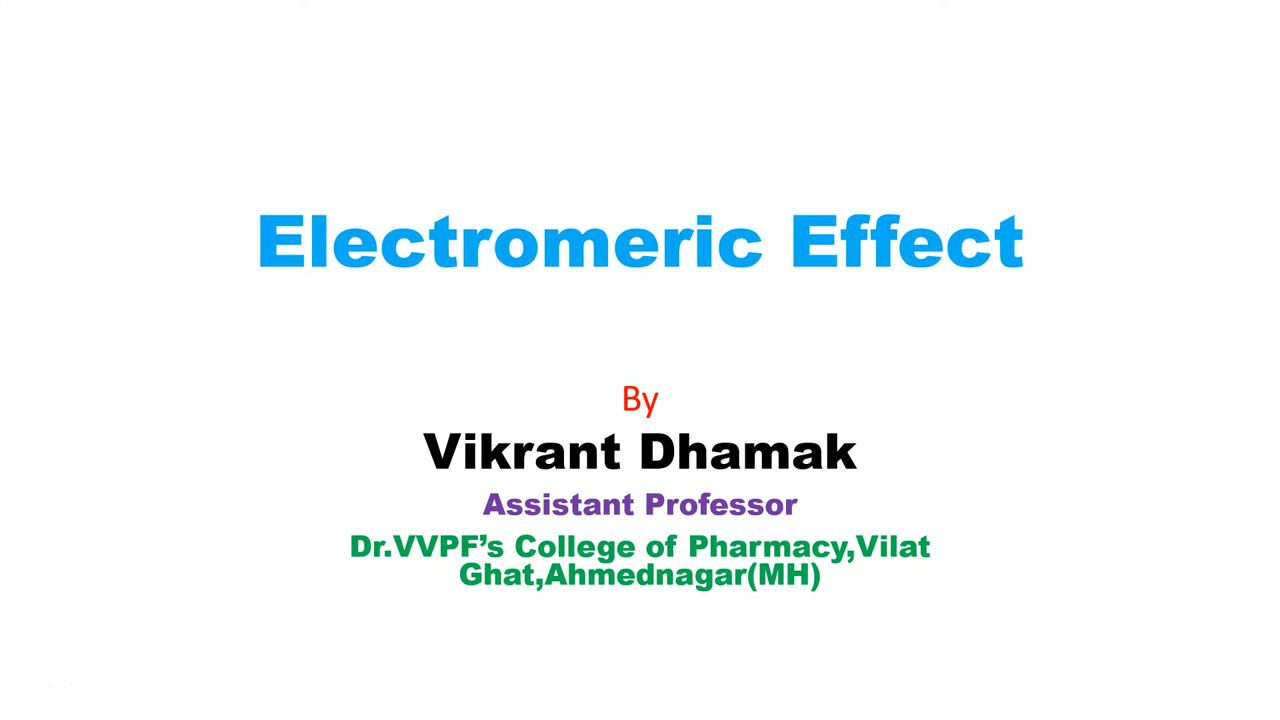 Electromeric Effect
By
Vikrant Dhamak
Assistant Professor
Dr.VVPF’s College of Pharmacy,Vilat
Ghat,Ahmednagar(MH)